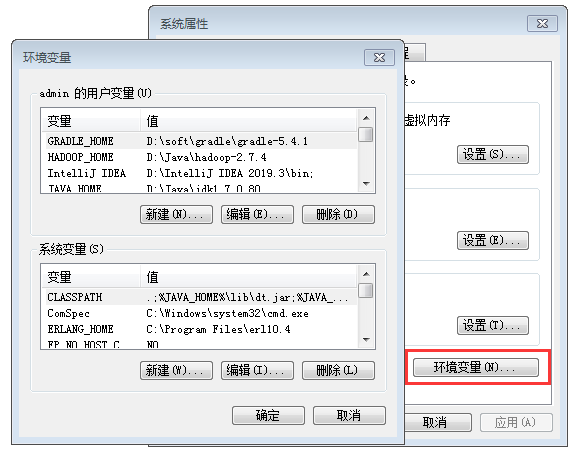 系统属性
环境变量
admin 的用户变量(U)
变量 值
GRADLE_HOME D:\soft\gradle\gradle-5.4.1
HADOOP_HOME D:\Java\hadoop-2.7.4
IntelliJ IDEA D:\IntelliJ IDEA 2019.3\bin;
JAVA_HOME D:\Java\jdk1.7.0_80
新建(N)... 编辑(E)... 删除(D)
系统变量(S)
变量 值
CLASSPATH .;%JAVA_HOME%\lib\dt.jar;%JAVA_...
ComSpec C:\Windows\system32\cmd.exe
ERLANG_HOME C:\Program Files\erl10.4
FP_NO_HOST_C NO
新建(W)... 编辑(I)... 删除(L)
确定 取消
虚拟内存
设置(S)...
设置(E)...
设置(T)...
环境变量(N)...
取消 应用(A)